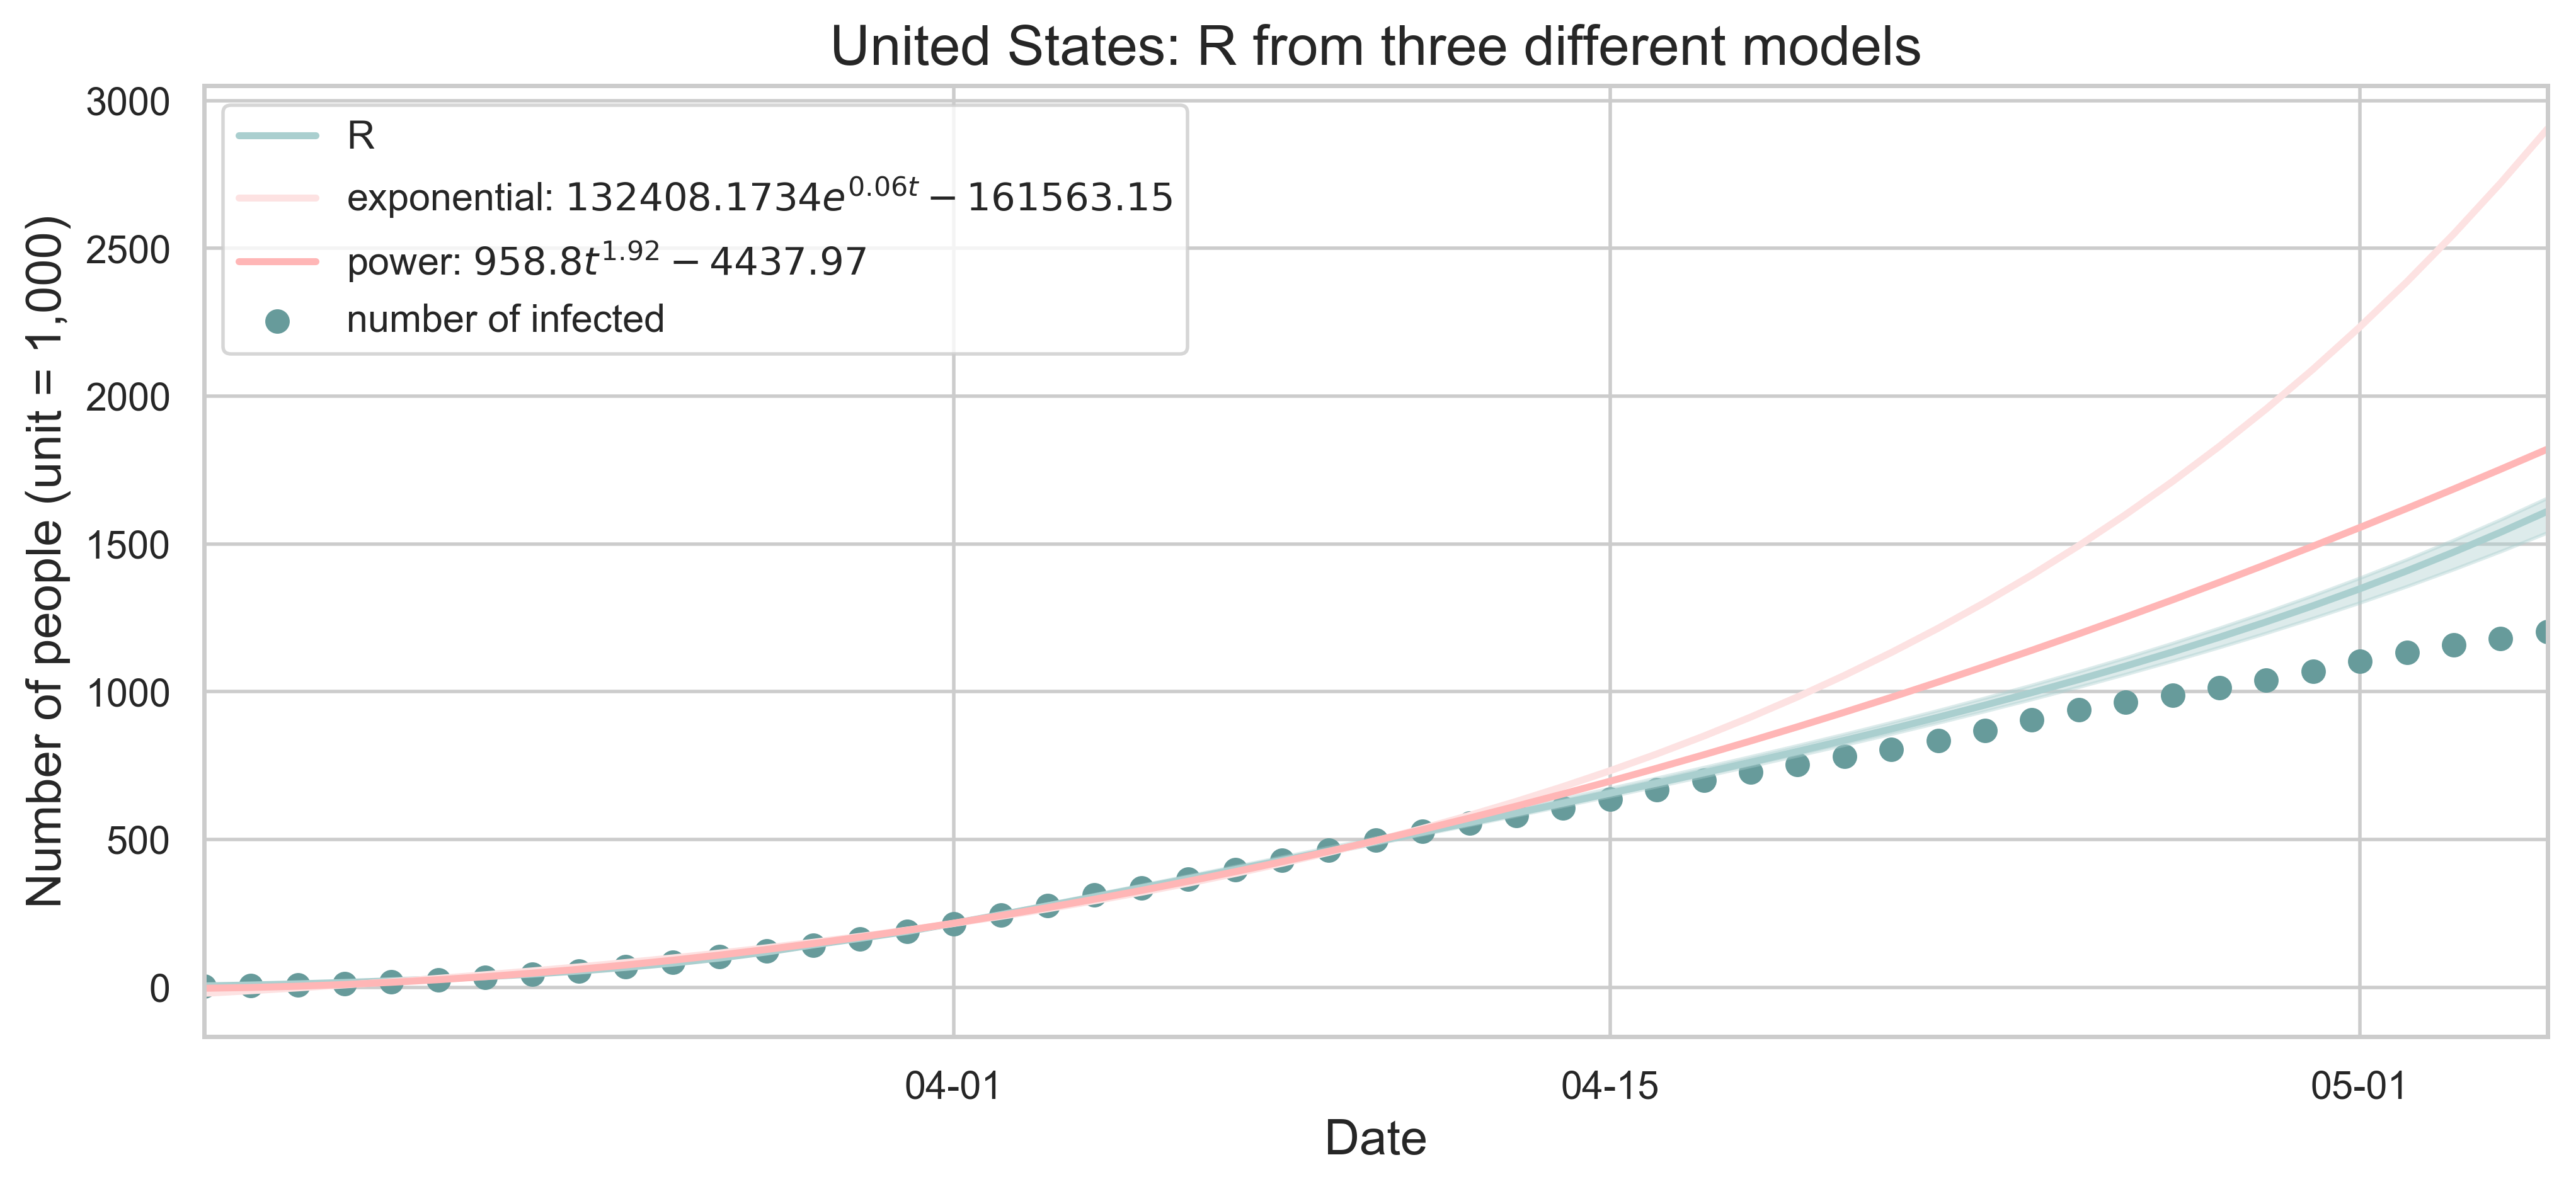 United States: R from three different models
Number of people (unit = 1,000)
3000
2500
2000
1500
1000
500
0
R
exponential: 132408.1734e^{0.06t} − 161563.15
power: 958.8t^{1.92} − 4437.97
number of infected
04-01
04-15
05-01
Date